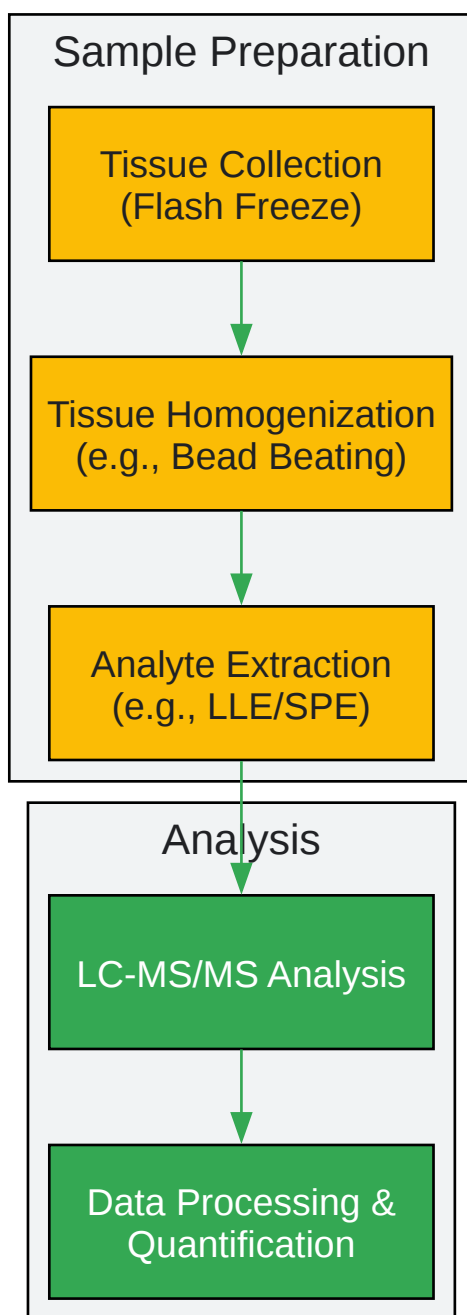 Sample Preparation
Tissue Collection
(Flash Freeze)
Tissue Homogenization
(e.g., Bead Beating)
Analyte Extraction
(e.g., LLE/SPE)
Analysis
LC-MS/MS Analysis
Data Processing &
Quantification